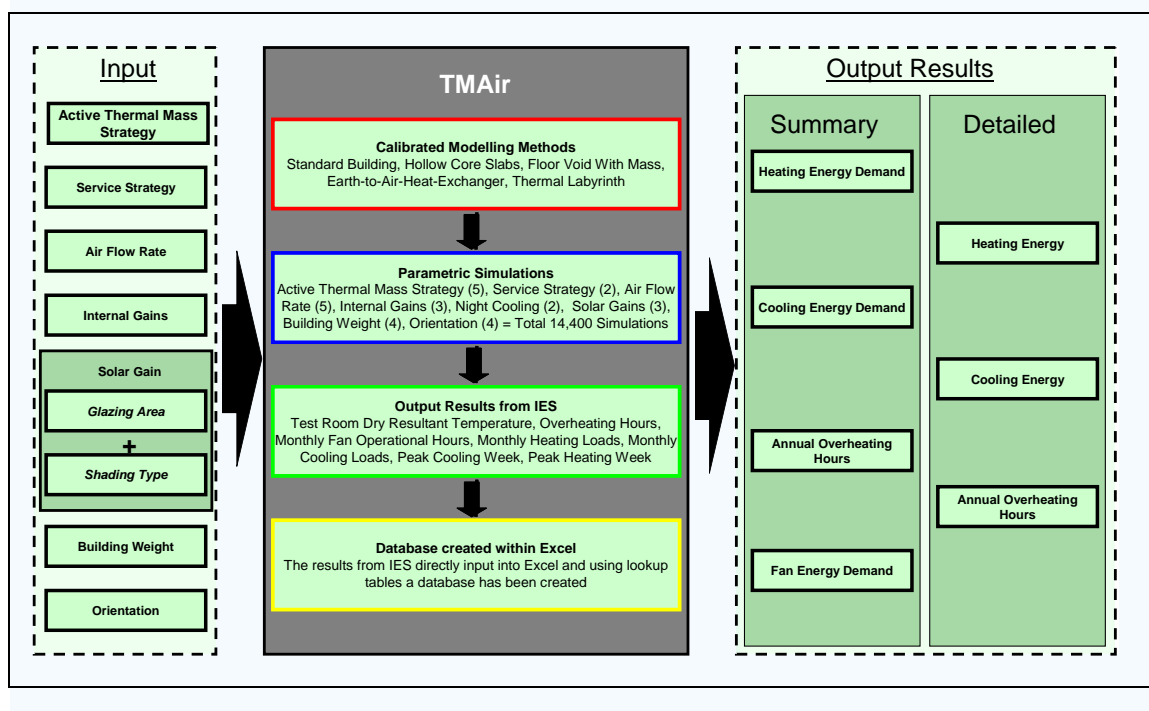 Input
Active Thermal Mass
Strategy
Service Strategy
Air Flow Rate
Internal Gains
Solar Gain
Glazing Area
+
Shading Type
Building Weight
Orientation
TMAir
Calibrated Modelling Methods
Standard Building, Hollow Core Slabs, Floor Void With Mass,
Earth-to-Air-Heat-Exchanger, Thermal Labyrinth
Parametric Simulations
Active Thermal Mass Strategy (5), Service Strategy (2), Air Flow
Rate (5), Internal Gains (3), Night Cooling (2), Solar Gains (3),
Building Weight (4), Orientation (4) = Total 14,400 Simulations
Output Results from IES
Test Room Dry Resultant Temperature, Overheating Hours,
Monthly Fan Operational Hours, Monthly Heating Loads, Monthly
Cooling Loads, Peak Cooling Week, Peak Heating Week
Database created within Excel
The results from IES directly input into Excel and using lookup
tables a database has been created
Output Results
Summary
Heating Energy Demand
Cooling Energy Demand
Annual Overheating
Hours
Fan Energy Demand
Detailed
Heating Energy
Cooling Energy
Annual Overheating
Hours